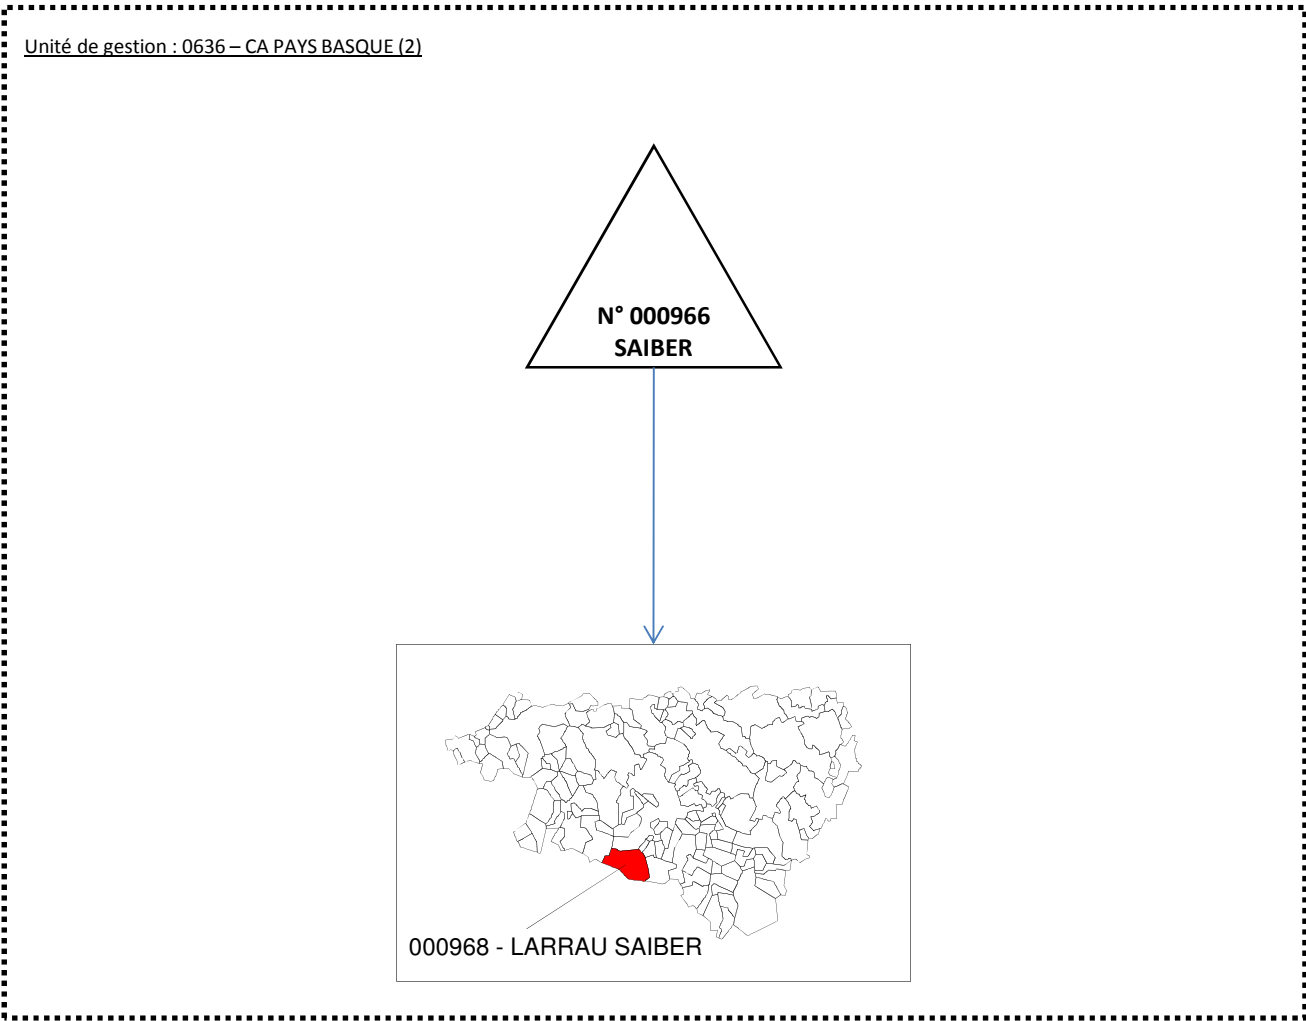 Unité de gestion : 0636 – CA PAYS BASQUE (2)
N° 000966
SAIBER
000968 - LARRAU SAIBER